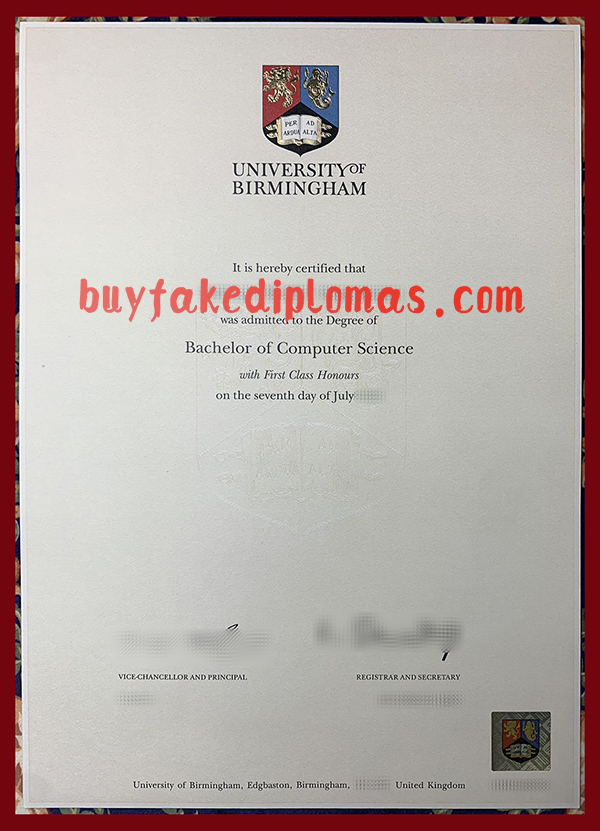 PER AD
ARDUA ALTA
UNIVERSITY OF
BIRMINGHAM
It is hereby certified that
buyfakediplomas.com
was admitted to the Degree of
Bachelor of Computer Science
with First Class Honours
on the seventh day of July
VICE-CHANCELLOR AND PRINCIPAL
REGISTRAR AND SECRETARY
University of Birmingham, Edgbaston, Birmingham, United Kingdom